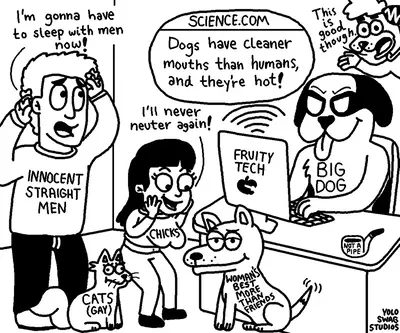 I'm gonna have
to sleep with men
now!
SCIENCE.COM
Dogs have cleaner
mouths than humans,
and they're hot!
This
is
good
though.
I'll never
neuter again!
INNOCENT
STRAIGHT
MEN
CHICKS
FRUITY
TECH
BIG
DOG
CATS
(GAY)
WOMAN'S
BEST
MORE
THAN
FRIENDS
NOT A
PIPE
YOLO
SWAG
STUDIOS